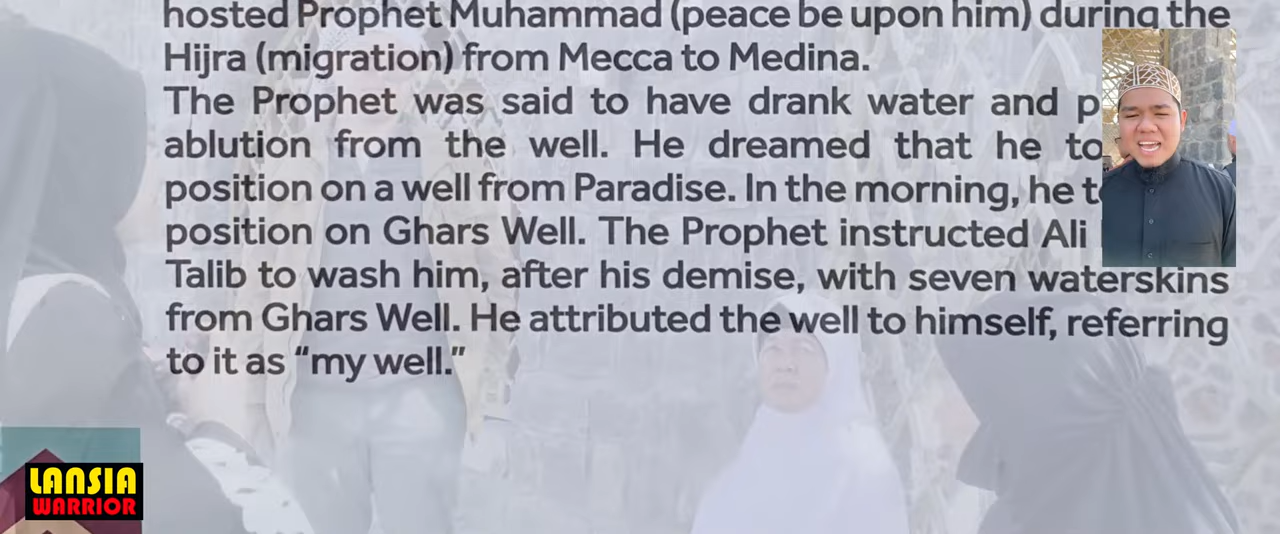 hosted Prophet Muhammad (peace be upon him) during the
Hijra (migration) from Mecca to Medina.
The Prophet was said to have drank water and
ablution from the well. He dreamed that he
position on a well from Paradise. In the morning, he
position on Ghars Well. The Prophet instructed Ali
Talib to wash him, after his demise, with seven waterskins
from Ghars Well. He attributed the well to himself, referring
to it as “my well.”
LANSIA
WARRIOR